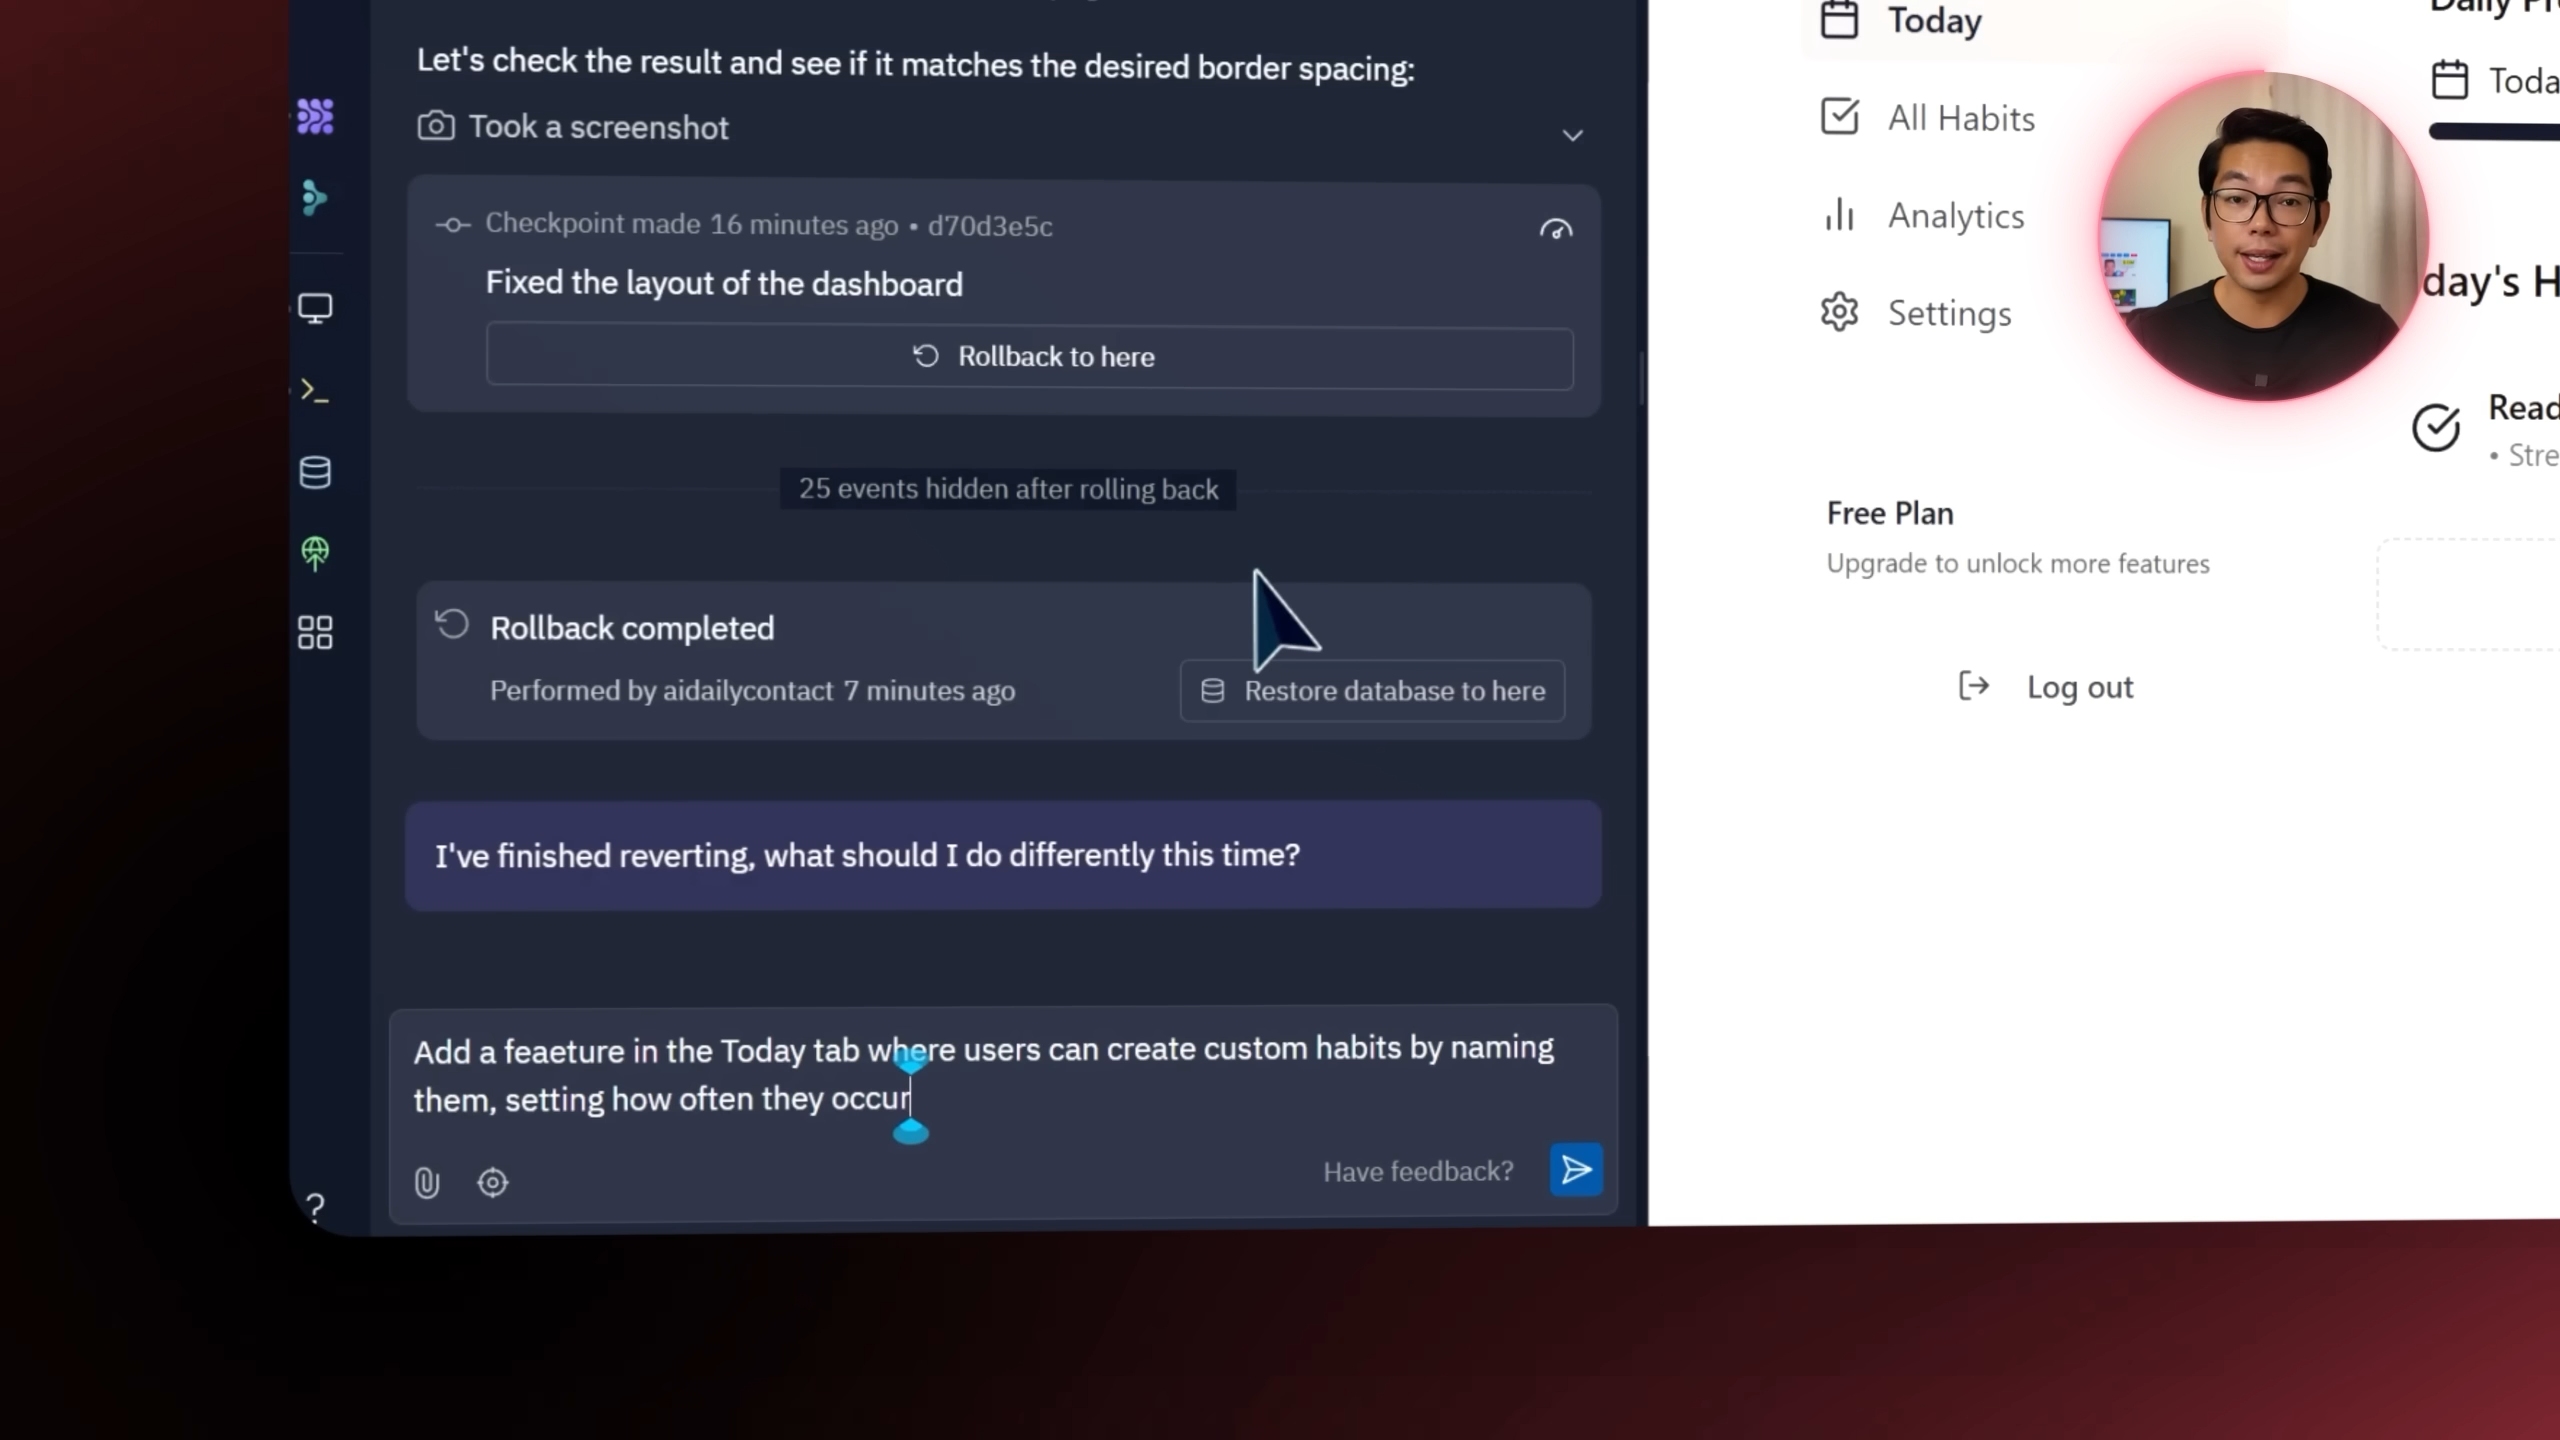 Let's check the result and see if it matches the desired border spacing:
Took a screenshot
Checkpoint made 16 minutes ago • d70d3e5c
Fixed the layout of the dashboard
Rollback to here
25 events hidden after rolling back
Rollback completed
Performed by aidailycontact 7 minutes ago
Restore database to here
I've finished reverting, what should I do differently this time?
Add a feaeture in the Today tab where users can create custom habits by naming
them, setting how often they occur
Have feedback?
?
Today
All Habits
Analytics
Settings
Free Plan
Upgrade to unlock more features
Log out
Toda
day's H
Read
• Stre